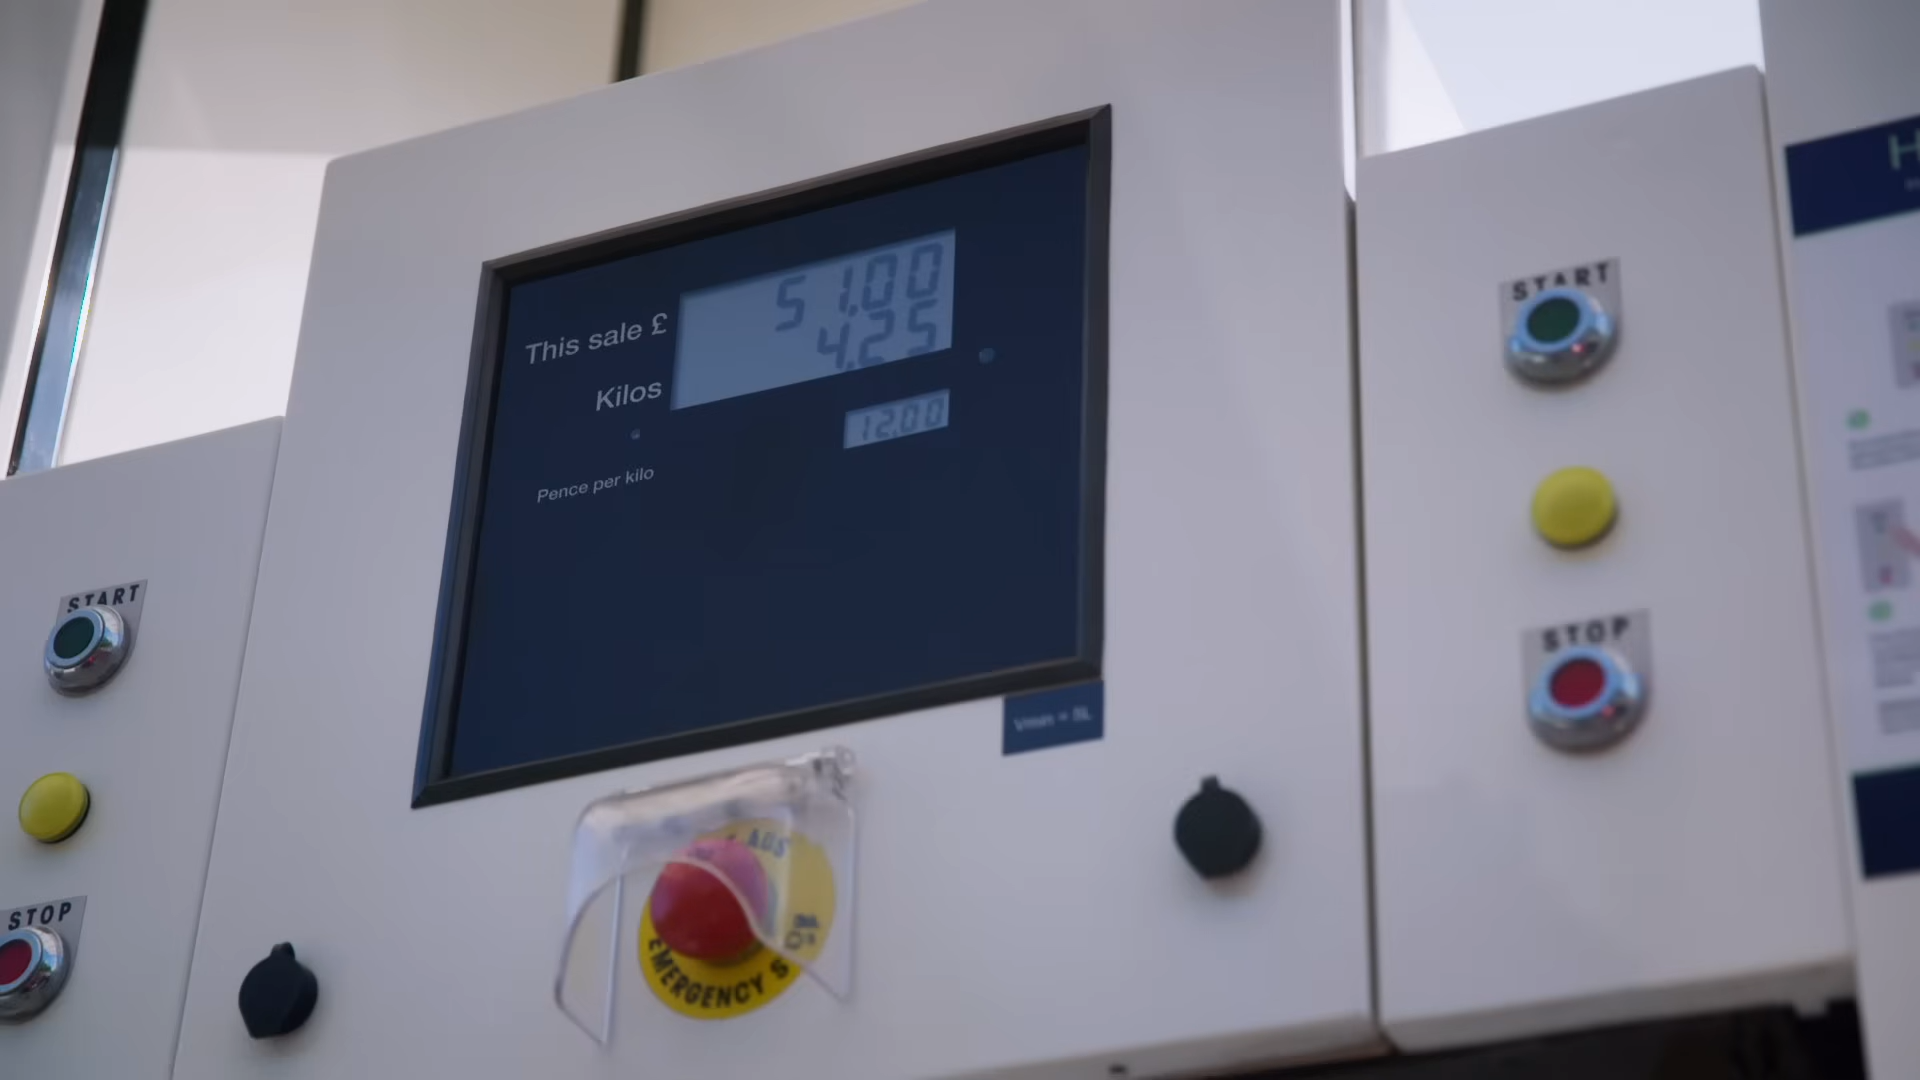 This sale £ 51.00
Kilos 4.25
12.00
Pence per kilo
START
STOP
START
STOP
EMERGENCY S
H